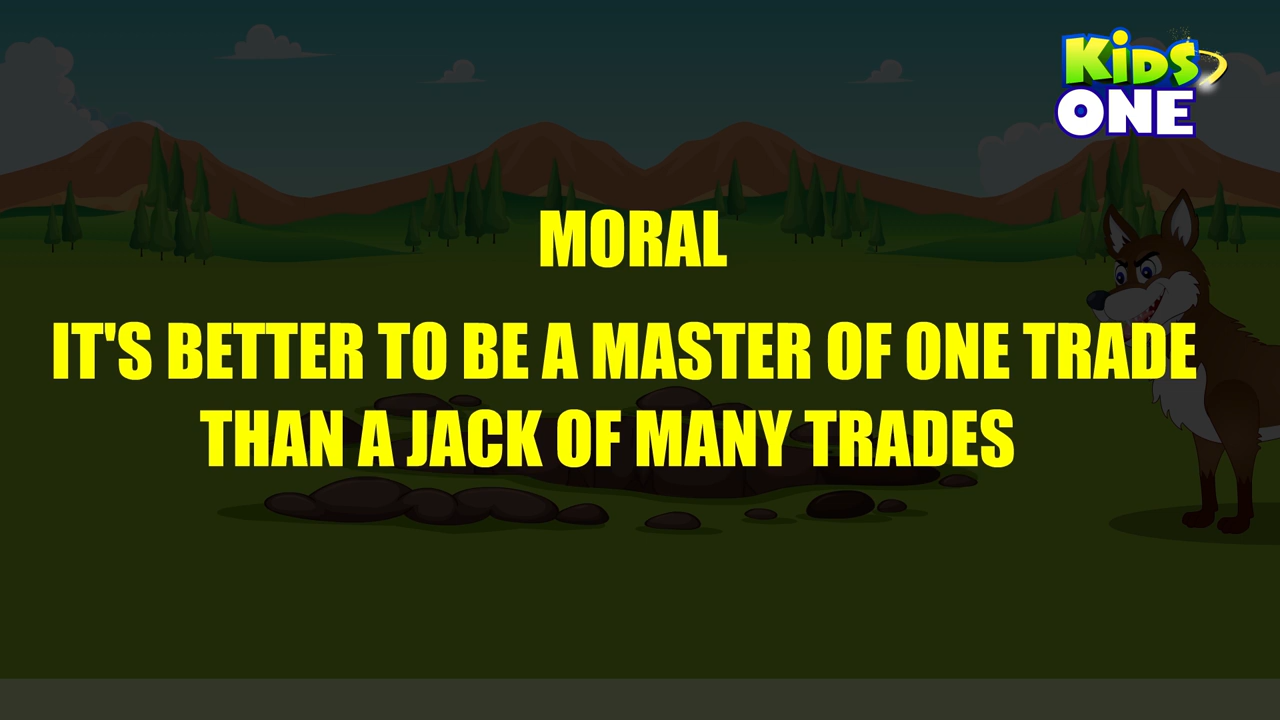 KiDS
ONE
MORAL
IT'S BETTER TO BE A MASTER OF ONE TRADE
THAN A JACK OF MANY TRADES